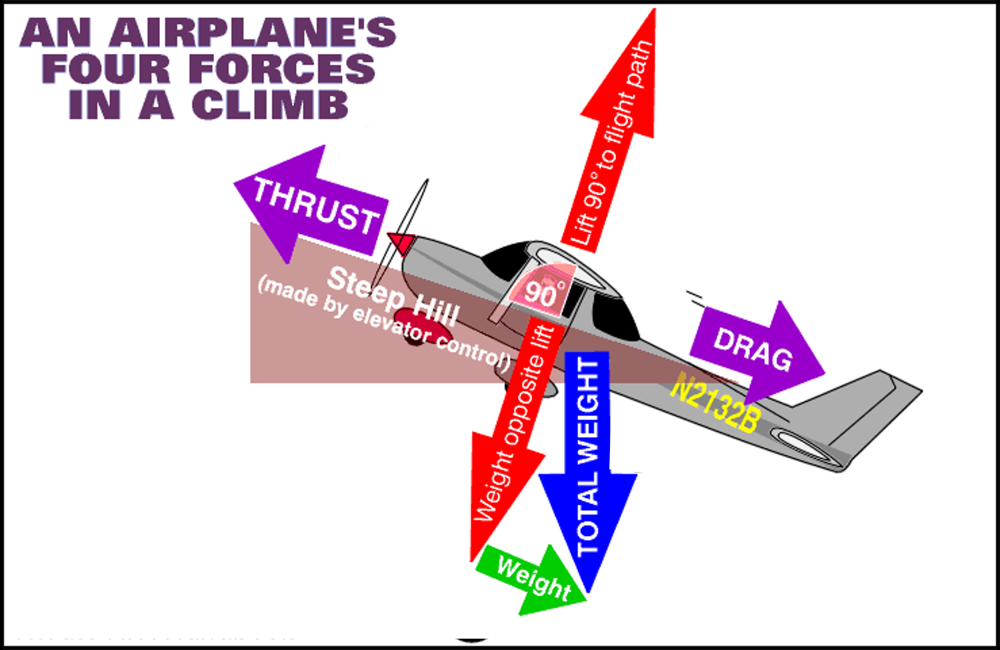 AN AIRPLANE'S
FOUR FORCES
IN A CLIMB
Lift 90° to flight path
THRUST
Steep Hill
(made by elevator control)
90°
DRAG
N2132B
Weight opposite lift
TOTAL WEIGHT
Weight